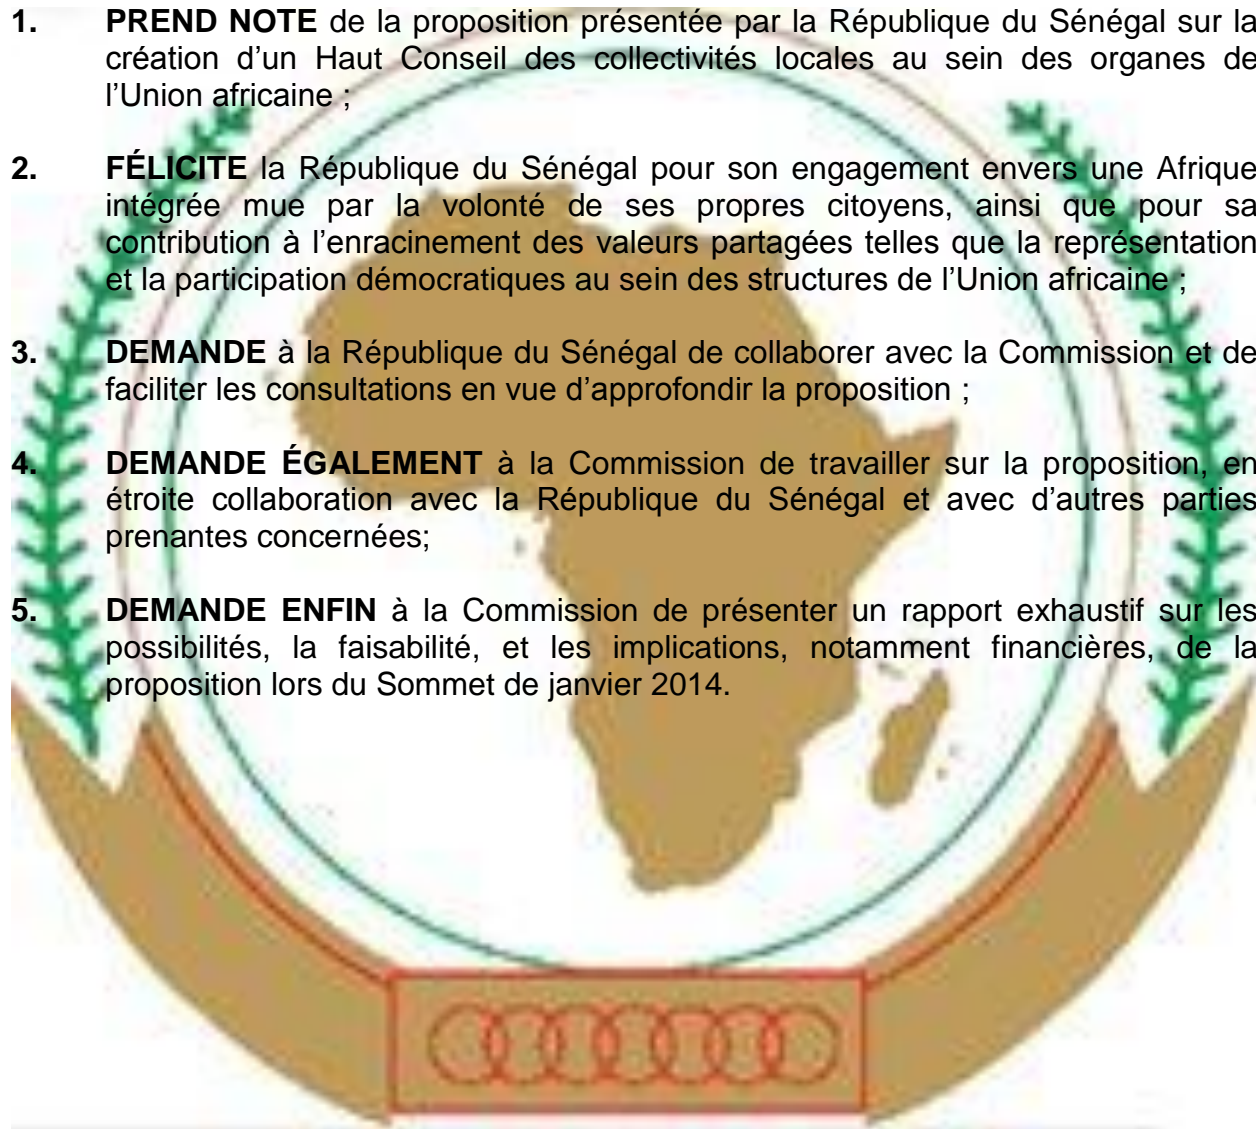 1. PREND NOTE de la proposition présentée par la République du Sénégal sur la
création d’un Haut Conseil des collectivités locales au sein des organes de
l’Union africaine ;
2. FÉLICITE la République du Sénégal pour son engagement envers une Afrique
intégrée mue par la volonté de ses propres citoyens, ainsi que pour sa
contribution à l’enracinement des valeurs partagées telles que la représentation
et la participation démocratiques au sein des structures de l’Union africaine ;
3. DEMANDE à la République du Sénégal de collaborer avec la Commission et de
faciliter les consultations en vue d’approfondir la proposition ;
4. DEMANDE ÉGALEMENT à la Commission de travailler sur la proposition, en
étroite collaboration avec la République du Sénégal et avec d’autres parties
prenantes concernées;
5. DEMANDE ENFIN à la Commission de présenter un rapport exhaustif sur les
possibilités, la faisabilité, et les implications, notamment financières, de la
proposition lors du Sommet de janvier 2014.